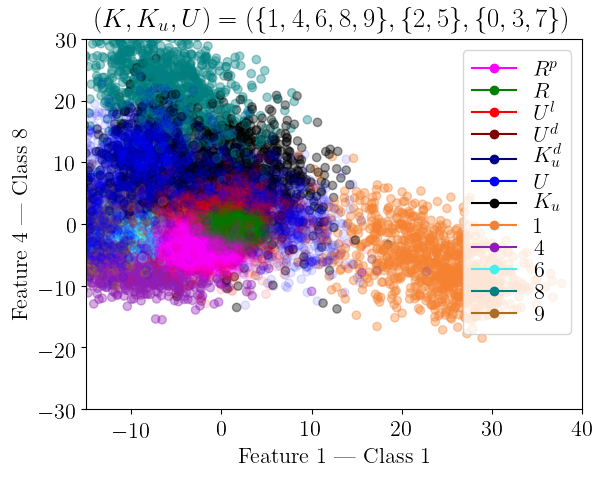 (K, K_u, U) = ({1, 4, 6, 8, 9}, {2, 5}, {0, 3, 7})
30
20
10
0
−10
−20
−30
Feature 4 — Class 8
R^p
R
U^l
U^d
K_u^d
U
K_u
1
4
6
8
9
−10
0
10
20
30
40
Feature 1 — Class 1